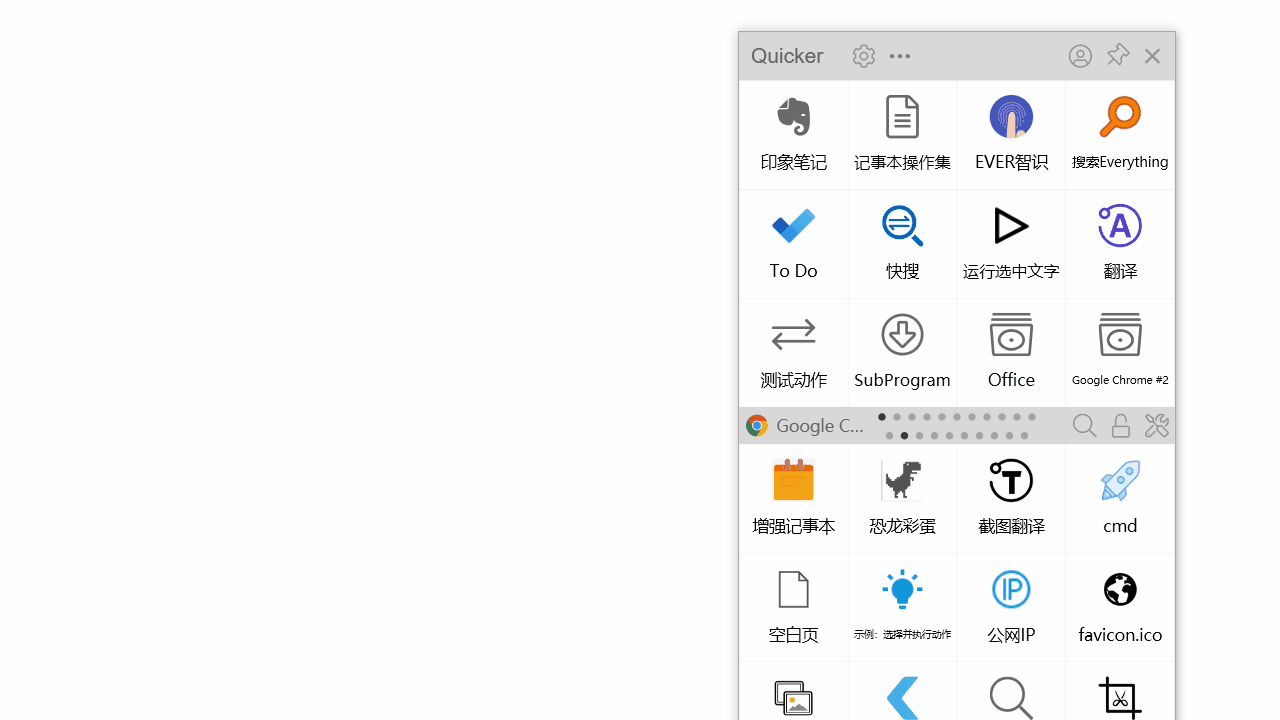 Quicker
印象笔记
记事本操作集
EVER智识
搜索Everything
To Do
快搜
运行选中文字
翻译
测试动作
SubProgram
Office
Google Chrome #2
Google C...
增强记事本
恐龙彩蛋
截图翻译
cmd
空白页
示例：选择并执行动作
公网IP
favicon.ico